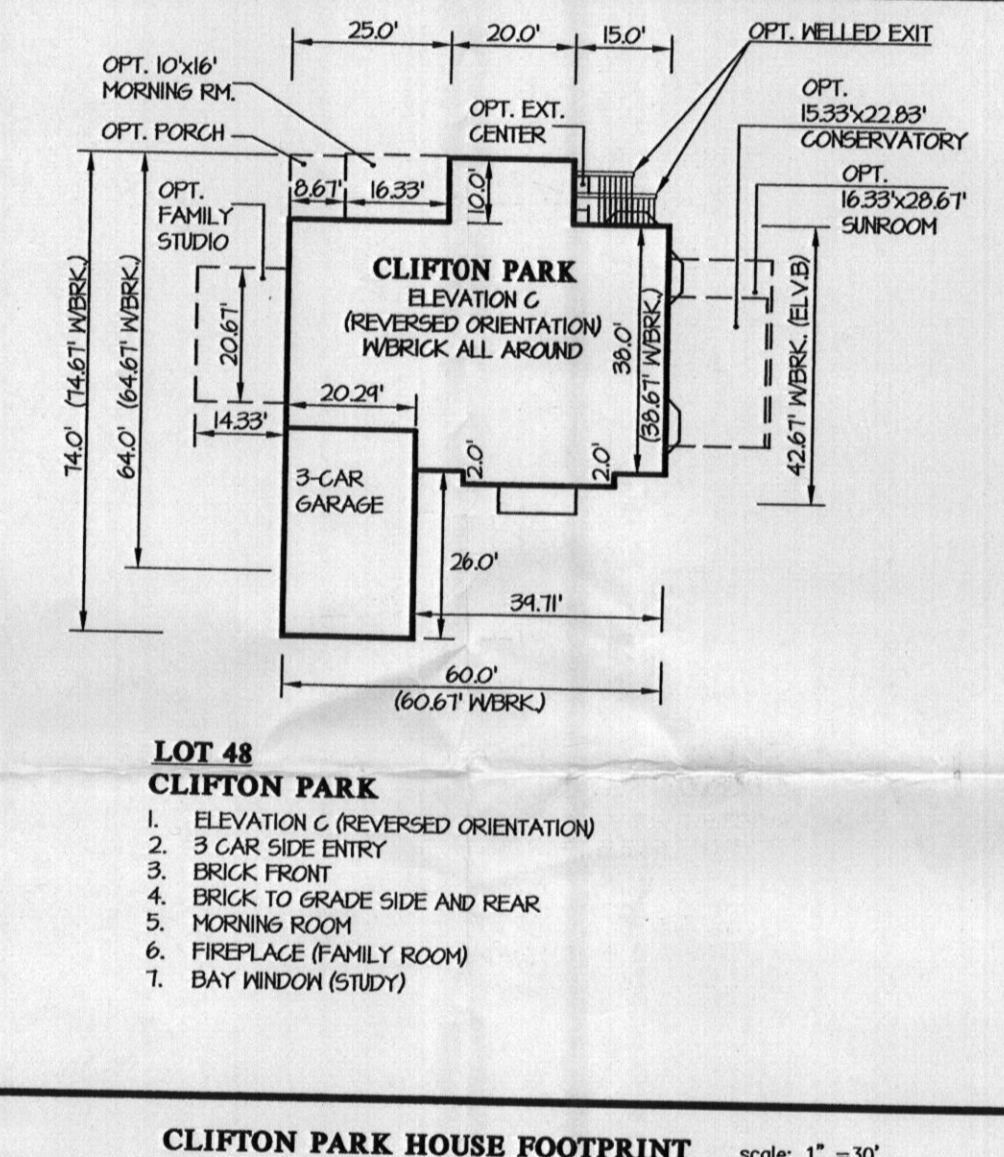 25.0'
20.0'
15.0'
OPT. WELLED EXIT
OPT. 10'x16'
MORNING RM.
OPT. PORCH
OPT. EXT.
CENTER
OPT.
15.33'x22.83'
CONSERVATORY
OPT.
16.33'x28.67'
SUNROOM
OPT.
FAMILY
STUDIO
8.67'
16.33'
10.0'
CLIFTON PARK
ELEVATION C
(REVERSED ORIENTATION)
W/BRICK ALL AROUND
74.0' (74.67' W/BRK.)
64.0' (64.67' W/BRK.)
20.67'
14.33'
20.29'
38.0'
(38.67' W/BRK.)
42.67' W/BRK. (ELV.B)
2.0'
2.0'
3-CAR
GARAGE
26.0'
39.71'
60.0'
(60.67' W/BRK.)
LOT 48
CLIFTON PARK
1. ELEVATION C (REVERSED ORIENTATION)
2. 3 CAR SIDE ENTRY
3. BRICK FRONT
4. BRICK TO GRADE SIDE AND REAR
5. MORNING ROOM
6. FIREPLACE (FAMILY ROOM)
7. BAY WINDOW (STUDY)
CLIFTON PARK HOUSE FOOTPRINT scale: 1" =30'